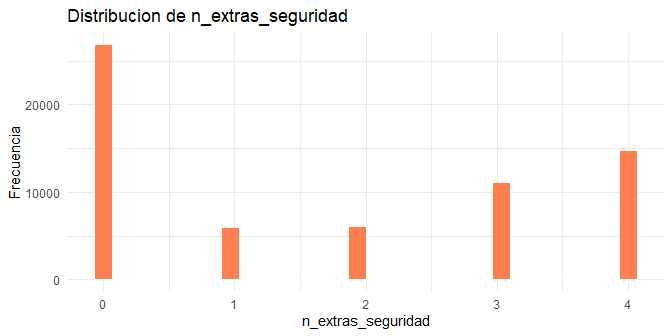 Distribucion de n_extras_seguridad
Frecuencia
20000
10000
0
0 1 2 3 4
n_extras_seguridad